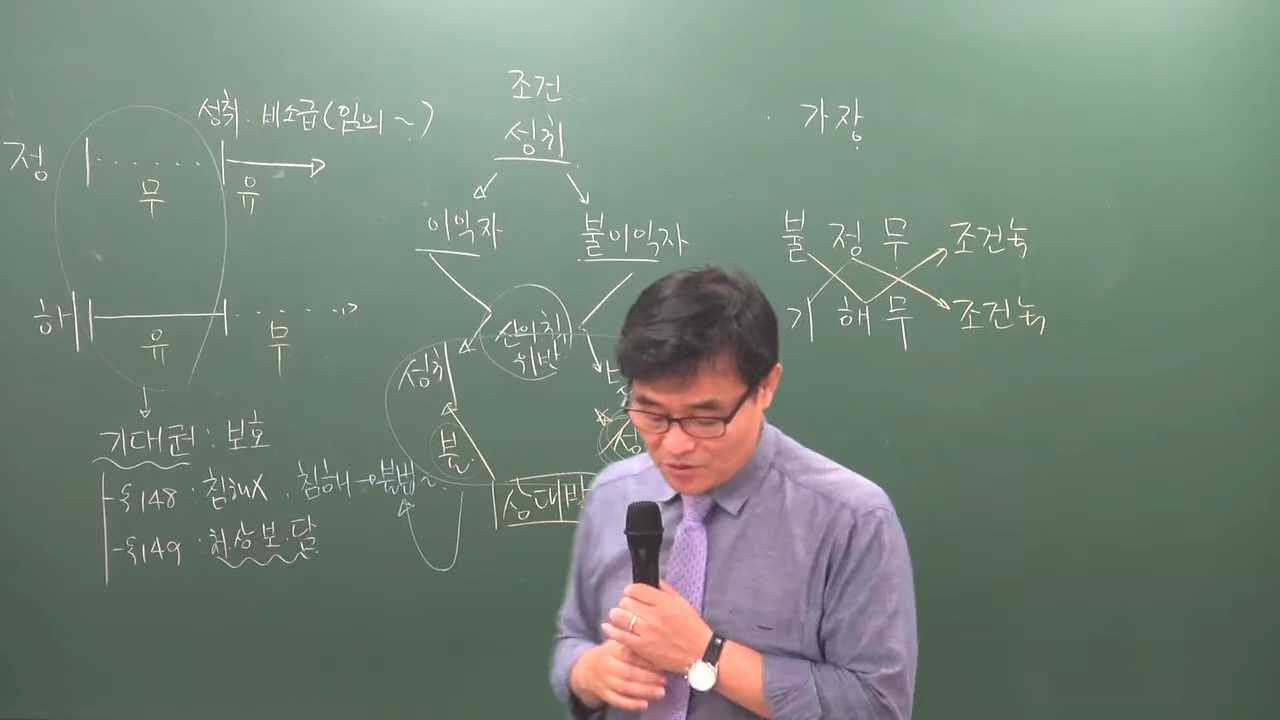 성취 : 비소급 (임의 ~)
정
무
유
하
유
무
기대권 : 보호
§148 : 침해X . 침해 → 불법~
§149 : 처.상.보.담
조건
성취
이익자
불이익자
신의칙
위반
성취
불
상대방
가장
불 정 무 조건
기 해 무 조건